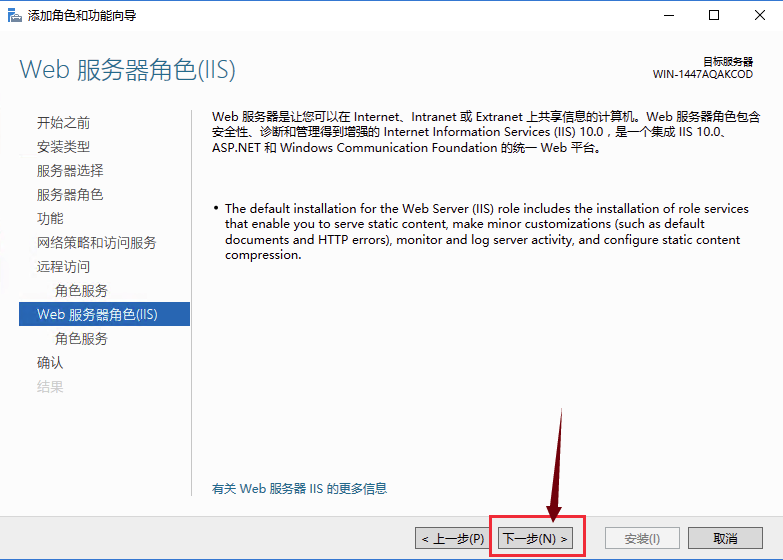 添加角色和功能向导
Web 服务器角色(IIS)
目标服务器
WIN-1447AQAKCOD
开始之前
安装类型
服务器选择
服务器角色
功能
网络策略和访问服务
远程访问
角色服务
Web 服务器角色(IIS)
角色服务
确认
结果
Web 服务器是让您可以在 Internet、Intranet 或 Extranet 上共享信息的计算机。Web 服务器角色包含
安全性、诊断和管理得到增强的 Internet Information Services (IIS) 10.0，是一个集成 IIS 10.0、
ASP.NET 和 Windows Communication Foundation 的统一 Web 平台。
• The default installation for the Web Server (IIS) role includes the installation of role services
that enable you to serve static content, make minor customizations (such as default
documents and HTTP errors), monitor and log server activity, and configure static content
compression.
有关 Web 服务器 IIS 的更多信息
< 上一步(P)
下一步(N) >
安装(I)
取消